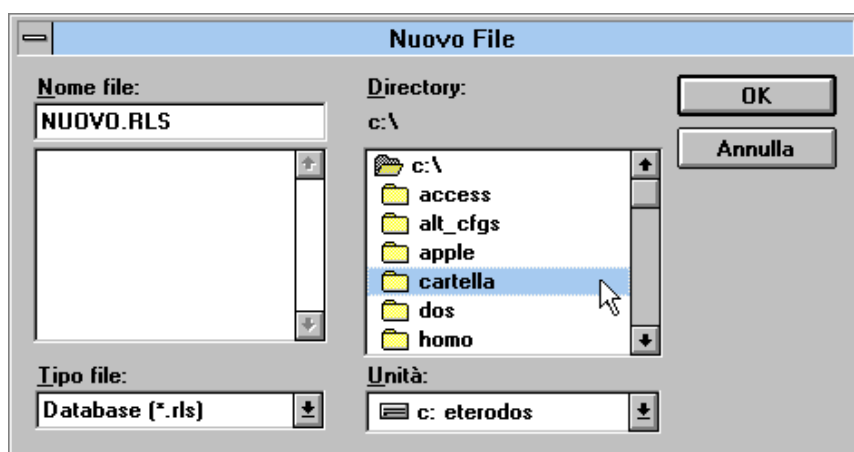 Nuovo File
Nome file:
NUOVO.RLS
Directory:
c:\
c:\
access
alt_cfgs
apple
cartella
dos
homo
OK
Annulla
Tipo file:
Database (*.rls)
Unità:
c: eterodos